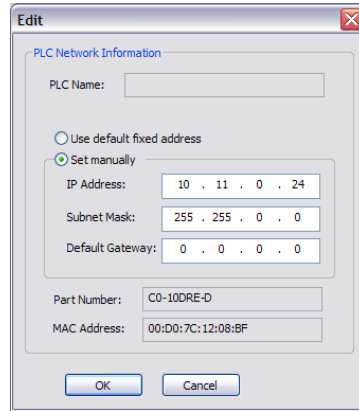 Edit
PLC Network Information
PLC Name:
Use default fixed address
Set manually
IP Address: 10 . 11 . 0 . 24
Subnet Mask: 255 . 255 . 0 . 0
Default Gateway: 0 . 0 . 0 . 0
Part Number: C0-10DRE-D
MAC Address: 00:D0:7C:12:08:BF
OK Cancel